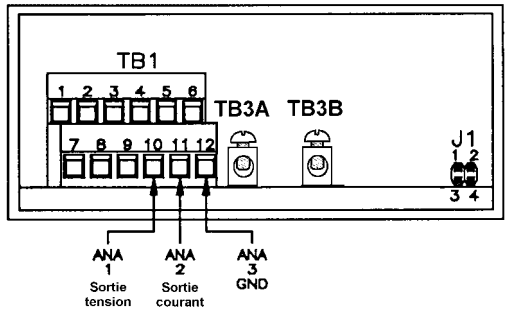 TB1
1 2 3 4 5 6
TB3A TB3B
J1
1 2
7 8 9 10 11 12
3 4
ANA ANA ANA
1 2 3
GND
Sortie Sortie
tension courant